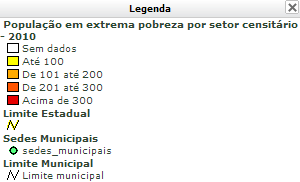 Legenda
População em extrema pobreza por setor censitário
- 2010
Sem dados
Até 100
De 101 até 200
De 201 até 300
Acima de 300
Limite Estadual
Sedes Municipais
sedes_municipais
Limite Municipal
Limite municipal